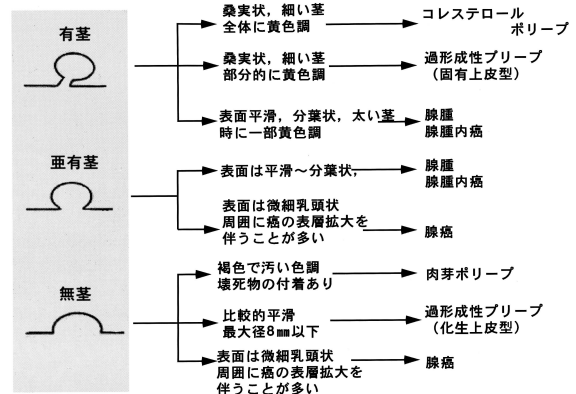 有茎
桑実状，細い茎
全体に黄色調
コレステロール
ポリープ
桑実状，細い茎
部分的に黄色調
過形成性プリープ
（固有上皮型）
表面平滑，分葉状，太い茎
時に一部黄色調
腺腫
腺腫内癌
亜有茎
表面は平滑～分葉状，
腺腫
腺腫内癌
表面は微細乳頭状
周囲に癌の表層拡大を
伴うことが多い
腺癌
無茎
褐色で汚い色調
壊死物の付着あり
肉芽ポリープ
比較的平滑
最大径8㎜以下
過形成性プリープ
（化生上皮型）
表面は微細乳頭状
周囲に癌の表層拡大を
伴うことが多い
腺癌